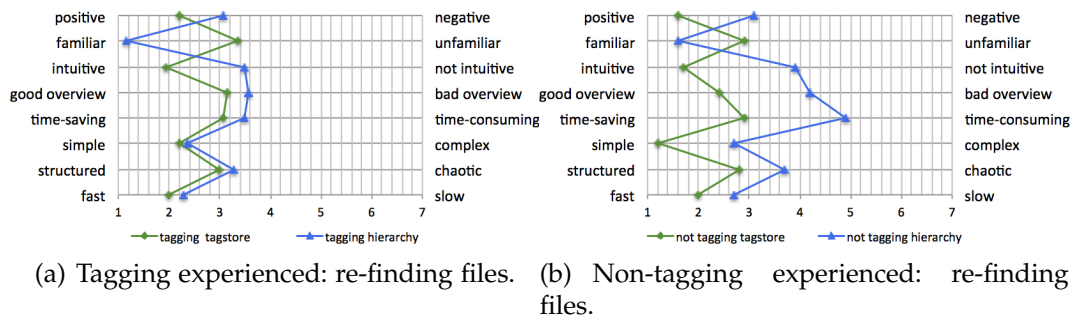 positive negative
familiar unfamiliar
intuitive not intuitive
good overview bad overview
time-saving time-consuming
simple complex
structured chaotic
fast slow
1 2 3 4 5 6 7
tagging tagstore tagging hierarchy
(a) Tagging experienced: re-finding files.
positive negative
familiar unfamiliar
intuitive not intuitive
good overview bad overview
time-saving time-consuming
simple complex
structured chaotic
fast slow
1 2 3 4 5 6 7
not tagging tagstore not tagging hierarchy
(b) Non-tagging experienced: re-finding
files.